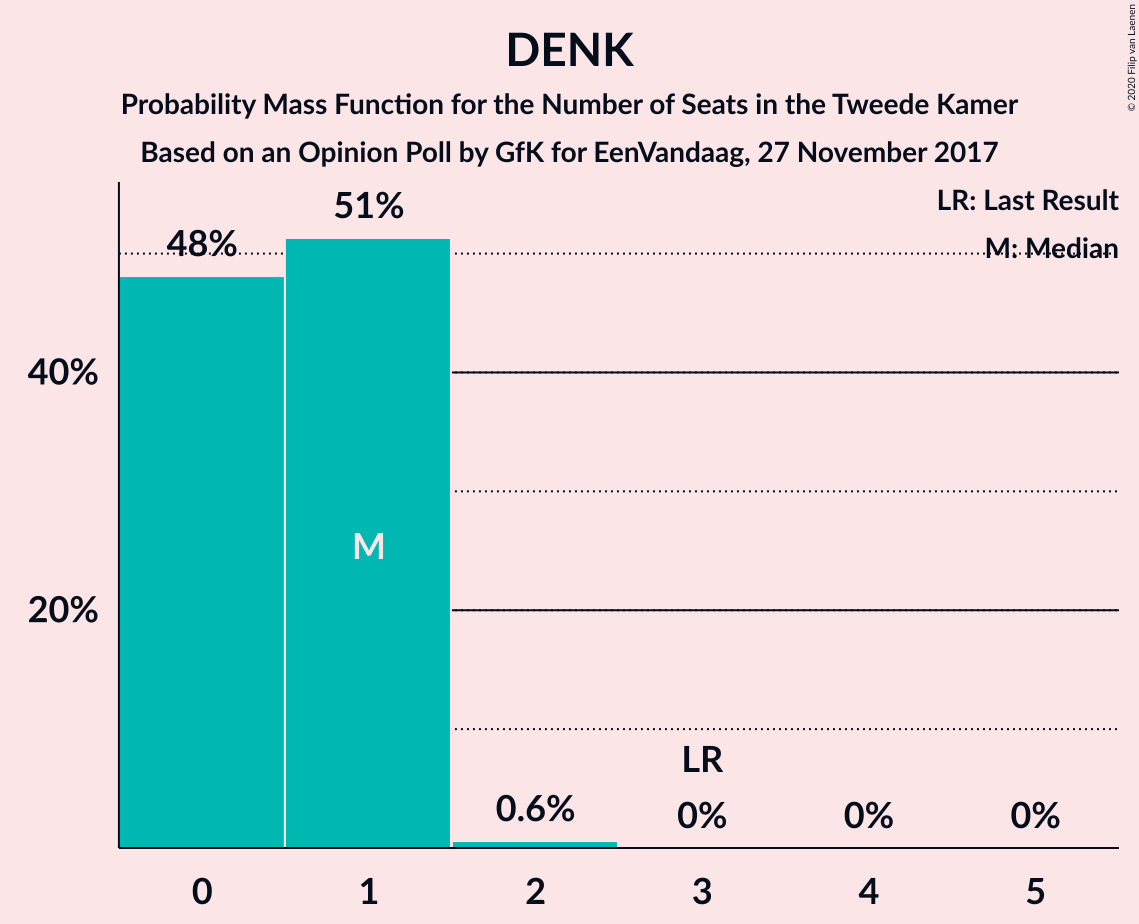 DENK
Probability Mass Function for the Number of Seats in the Tweede Kamer
Based on an Opinion Poll by GfK for EenVandaag, 27 November 2017
© 2020 Filip van Laenen
LR: Last Result
M: Median
51%
48%
40%
M
20%
LR
0.6%
0%
0%
0%
0
1
2
3
4
5